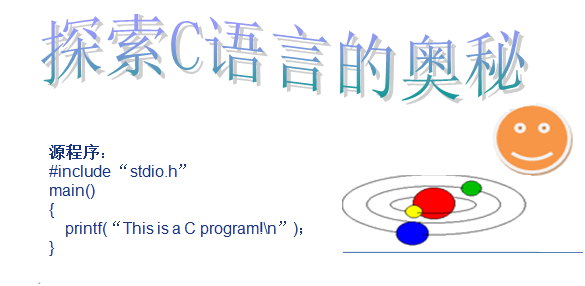 探索C语言的奥秘
源程序：
#include“stdio.h”
main()
{
printf(“This is a C program!\n”);
}